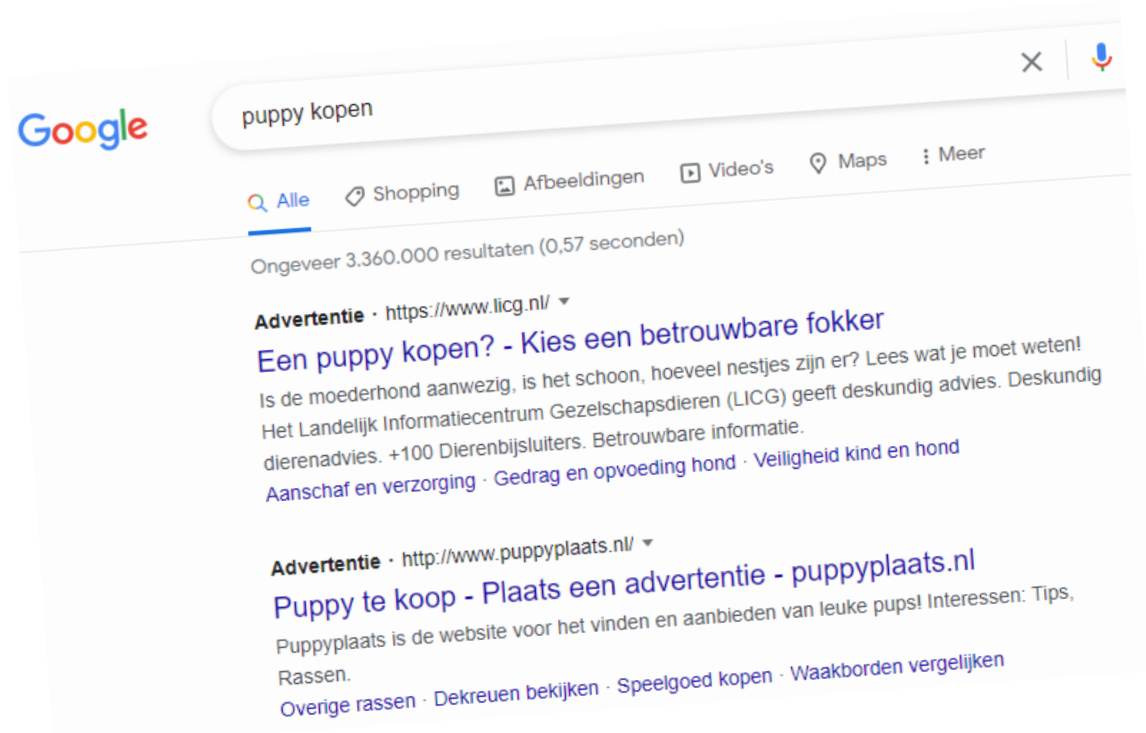 Google
puppy kopen
Alle Shopping Afbeeldingen Video's Maps Meer
Ongeveer 3.360.000 resultaten (0,57 seconden)
Advertentie · https://www.licg.nl/
Een puppy kopen? - Kies een betrouwbare fokker
Is de moederhond aanwezig, is het schoon, hoeveel nestjes zijn er? Lees wat je moet weten!
Het Landelijk Informatiecentrum Gezelschapsdieren (LICG) geeft deskundig advies. Deskundig
dierenadvies. +100 Dierenbijsluiters. Betrouwbare informatie.
Aanschaf en verzorging · Gedrag en opvoeding hond · Veiligheid kind en hond
Advertentie · http://www.puppyplaats.nl/
Puppy te koop - Plaats een advertentie - puppyplaats.nl
Puppyplaats is de website voor het vinden en aanbieden van leuke pups! Interessen: Tips,
Rassen.
Overige rassen · Dekreuen bekijken · Speelgoed kopen · Waakborden vergelijken